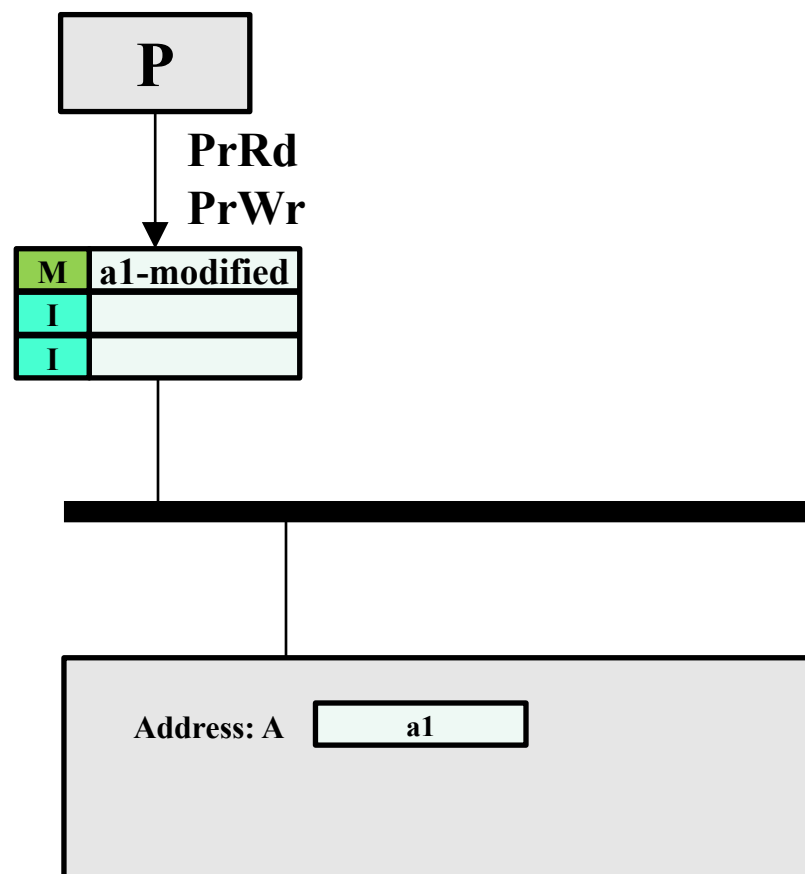 P
PrRd
PrWr
M a1-modified
I
I
Address: A a1